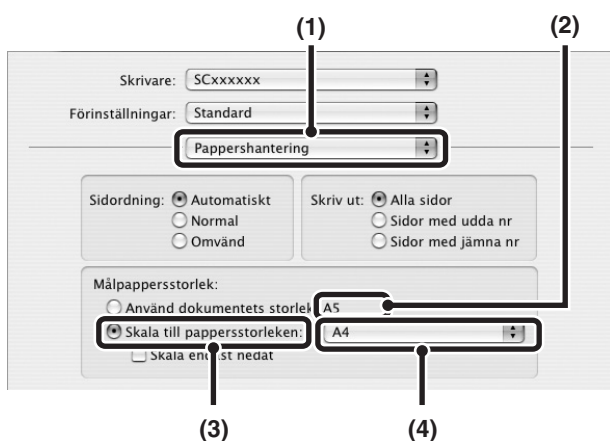 (1) (2)
Skrivare: SCxxxxxx
Förinställningar: Standard
Pappershantering
Sidordning: Automatiskt Skriv ut: Alla sidor
Normal Sidor med udda nr
Omvänd Sidor med jämna nr
Målpappersstorlek:
Använd dokumentets storlek A5
Skala till pappersstorleken: A4
Skala endast nedåt
(3) (4)